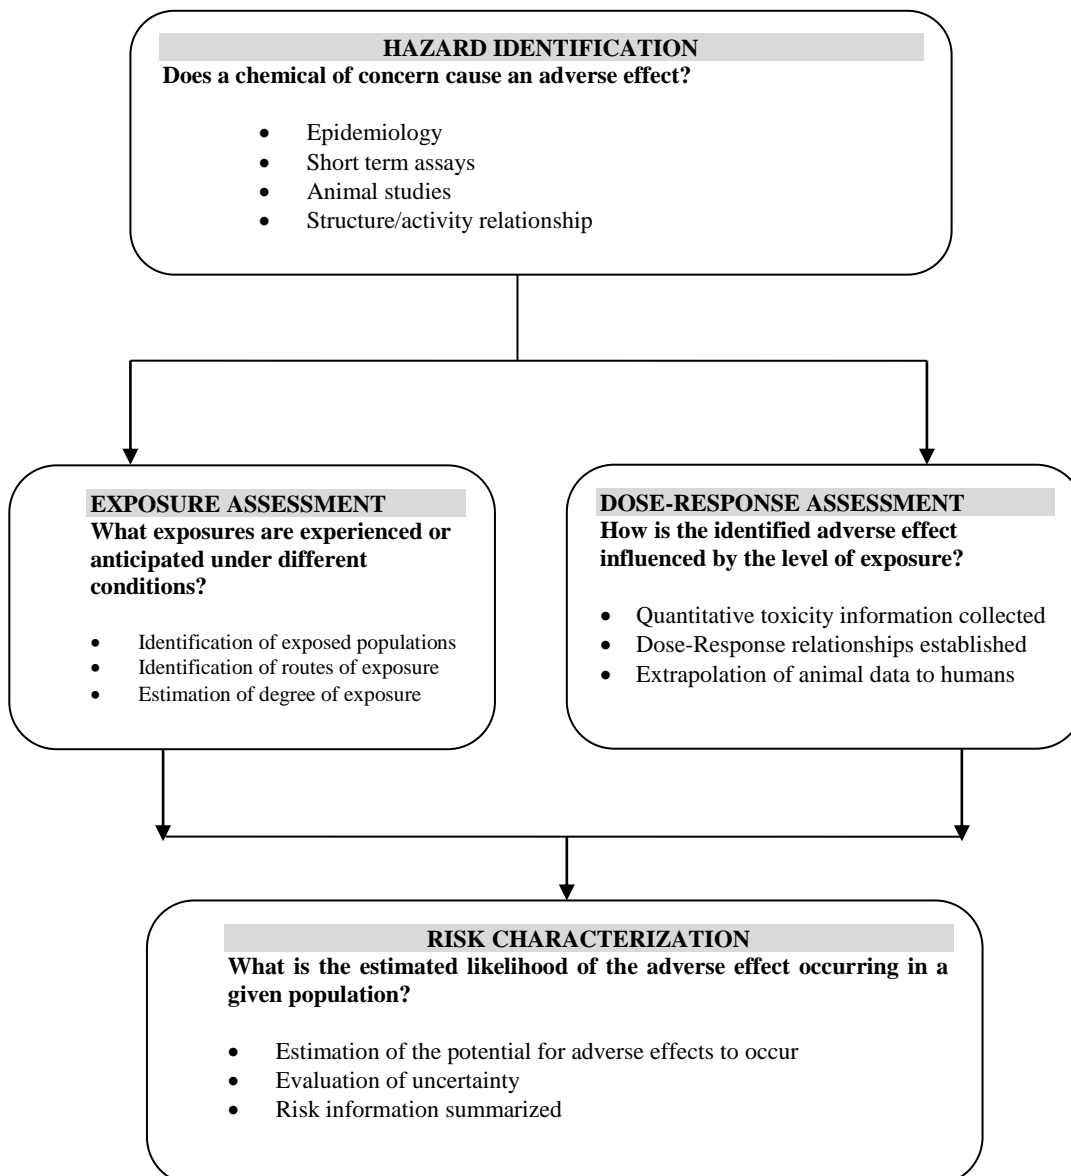 HAZARD IDENTIFICATION
Does a chemical of concern cause an adverse effect?
• Epidemiology
• Short term assays
• Animal studies
• Structure/activity relationship
EXPOSURE ASSESSMENT
What exposures are experienced or
anticipated under different
conditions?
• Identification of exposed populations
• Identification of routes of exposure
• Estimation of degree of exposure
DOSE-RESPONSE ASSESSMENT
How is the identified adverse effect
influenced by the level of exposure?
• Quantitative toxicity information collected
• Dose-Response relationships established
• Extrapolation of animal data to humans
RISK CHARACTERIZATION
What is the estimated likelihood of the adverse effect occurring in a
given population?
• Estimation of the potential for adverse effects to occur
• Evaluation of uncertainty
• Risk information summarized